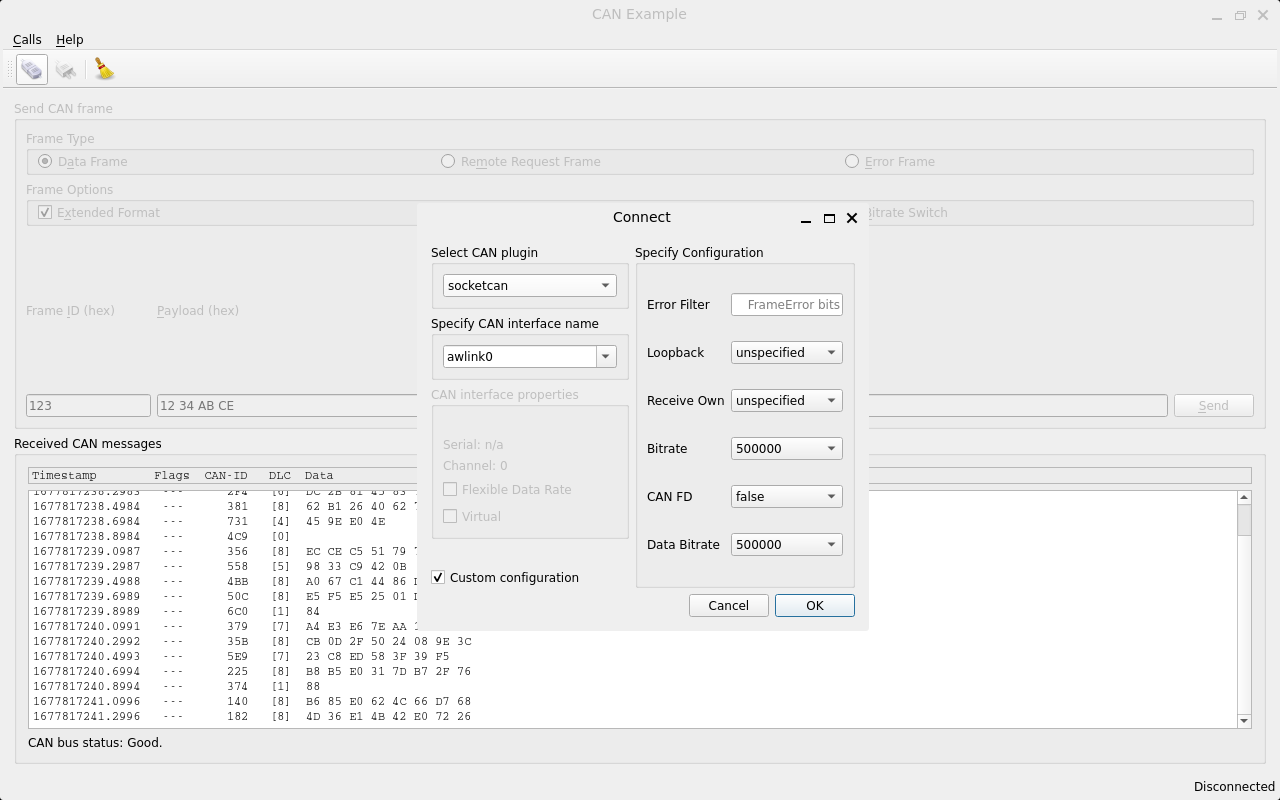 CAN Example
Calls Help
Send CAN frame
Frame Type
Data Frame Remote Request Frame Error Frame
Frame Options
Extended Format Bitrate Switch
Frame ID (hex) Payload (hex)
123 12 34 AB CE Send
Connect
Select CAN plugin
socketcan
Specify CAN interface name
awlink0
CAN interface properties
Serial: n/a
Channel: 0
Flexible Data Rate
Virtual
Custom configuration
Specify Configuration
Error Filter FrameError bits
Loopback unspecified
Receive Own unspecified
Bitrate 500000
CAN FD false
Data Bitrate 500000
Cancel OK
Received CAN messages
Timestamp Flags CAN-ID DLC Data
1677817238.4984 --- 381 [8] 62 B1 26 40 62
1677817238.6984 --- 731 [4] 45 9E E0 4E
1677817238.8984 --- 4C9 [0]
1677817239.0987 --- 356 [8] EC CE C5 51 79
1677817239.2987 --- 558 [5] 98 33 C9 42 0B
1677817239.4988 --- 4BB [8] A0 67 C1 44 86
1677817239.6989 --- 50C [8] E5 F5 E5 25 01
1677817239.8989 --- 6C0 [1] 84
1677817240.0991 --- 379 [7] A4 E3 E6 7E AA
1677817240.2992 --- 35B [8] CB 0D 2F 50 24 08 9E 3C
1677817240.4993 --- 5E9 [7] 23 C8 ED 58 3F 39 F5
1677817240.6994 --- 225 [8] B8 B5 E0 31 7D B7 2F 76
1677817240.8994 --- 374 [1] 88
1677817241.0996 --- 140 [8] B6 85 E0 62 4C 66 D7 68
1677817241.2996 --- 182 [8] 4D 36 E1 4B 42 E0 72 26
CAN bus status: Good.
Disconnected